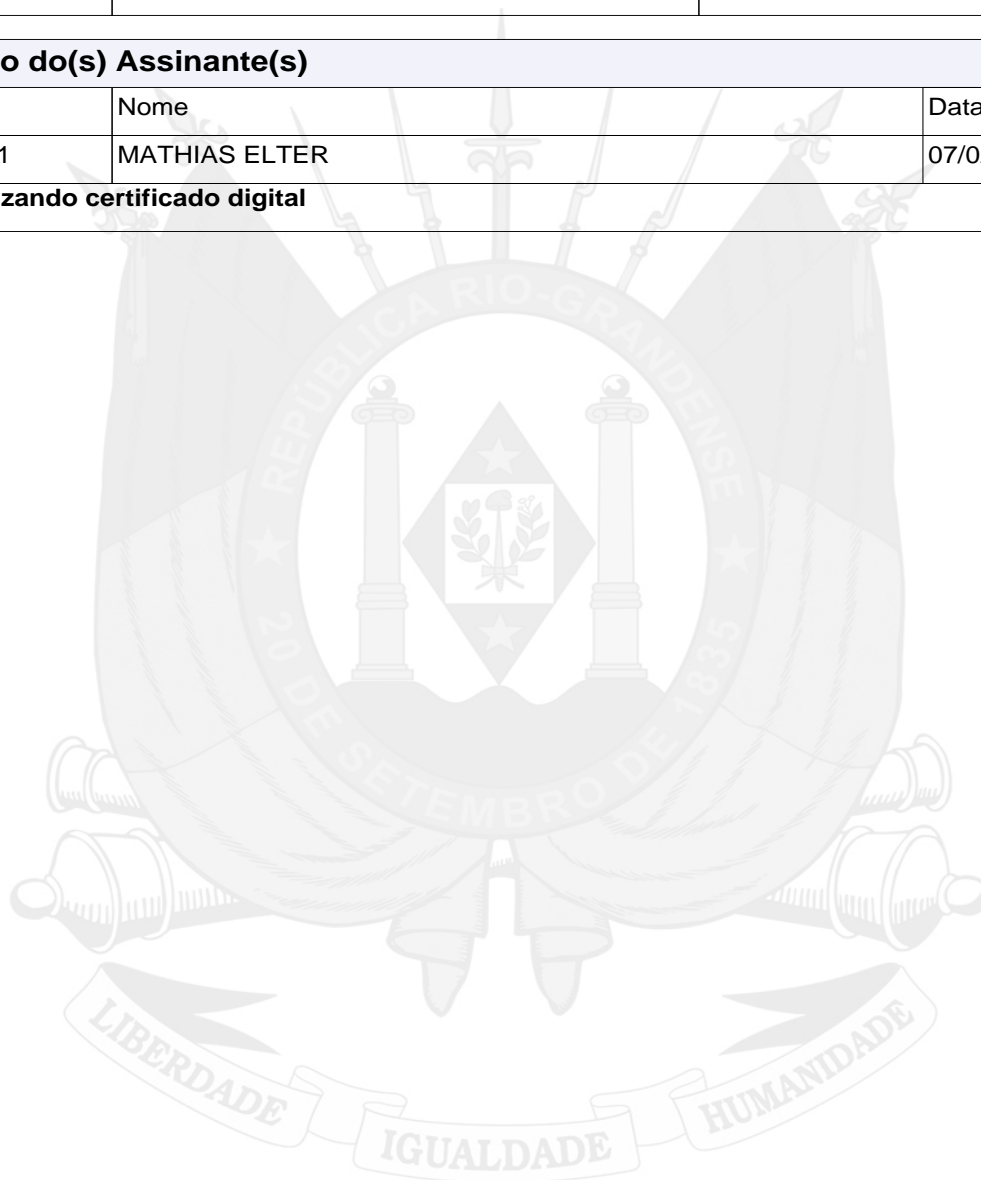 o do(s) Assinante(s)
Nome Data
1 MATHIAS ELTER 07/0
zando certificado digital
REPÚBLICA RIO-GRANDENSE
20 DE SETEMBRO DE 1835
LIBERDADE IGUALDADE HUMANIDADE